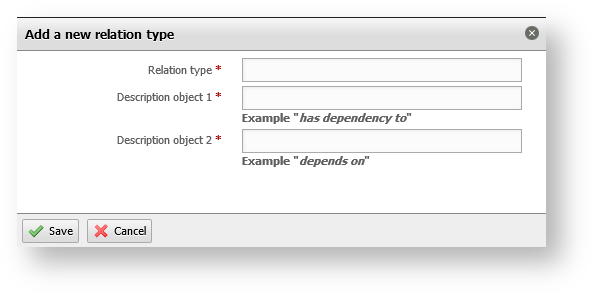 Add a new relation type
Relation type *
Description object 1 *
Example "has dependency to"
Description object 2 *
Example "depends on"
Save Cancel